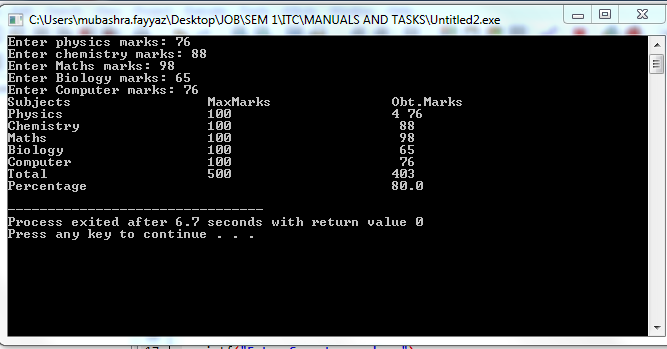 C:\Users\mubashra.fayyaz\Desktop\JOB\SEM 1\ITC\MANUALS AND TASKS\Untitled2.exe
Enter physics marks: 76
Enter chemistry marks: 88
Enter Maths marks: 98
Enter Biology marks: 65
Enter Computer marks: 76
Subjects MaxMarks Obt.Marks
Physics 100 4 76
Chemistry 100 88
Maths 100 98
Biology 100 65
Computer 100 76
Total 500 403
Percentage 80.0
--------------------------------
Process exited after 6.7 seconds with return value 0
Press any key to continue . . .